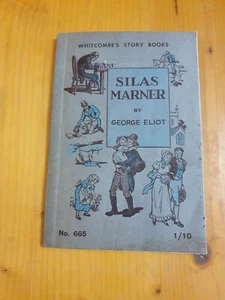 WHITCOMBE'S STORY BOOKS
SILAS
MARNER
BY
GEORGE ELIOT
No. 665 1/10